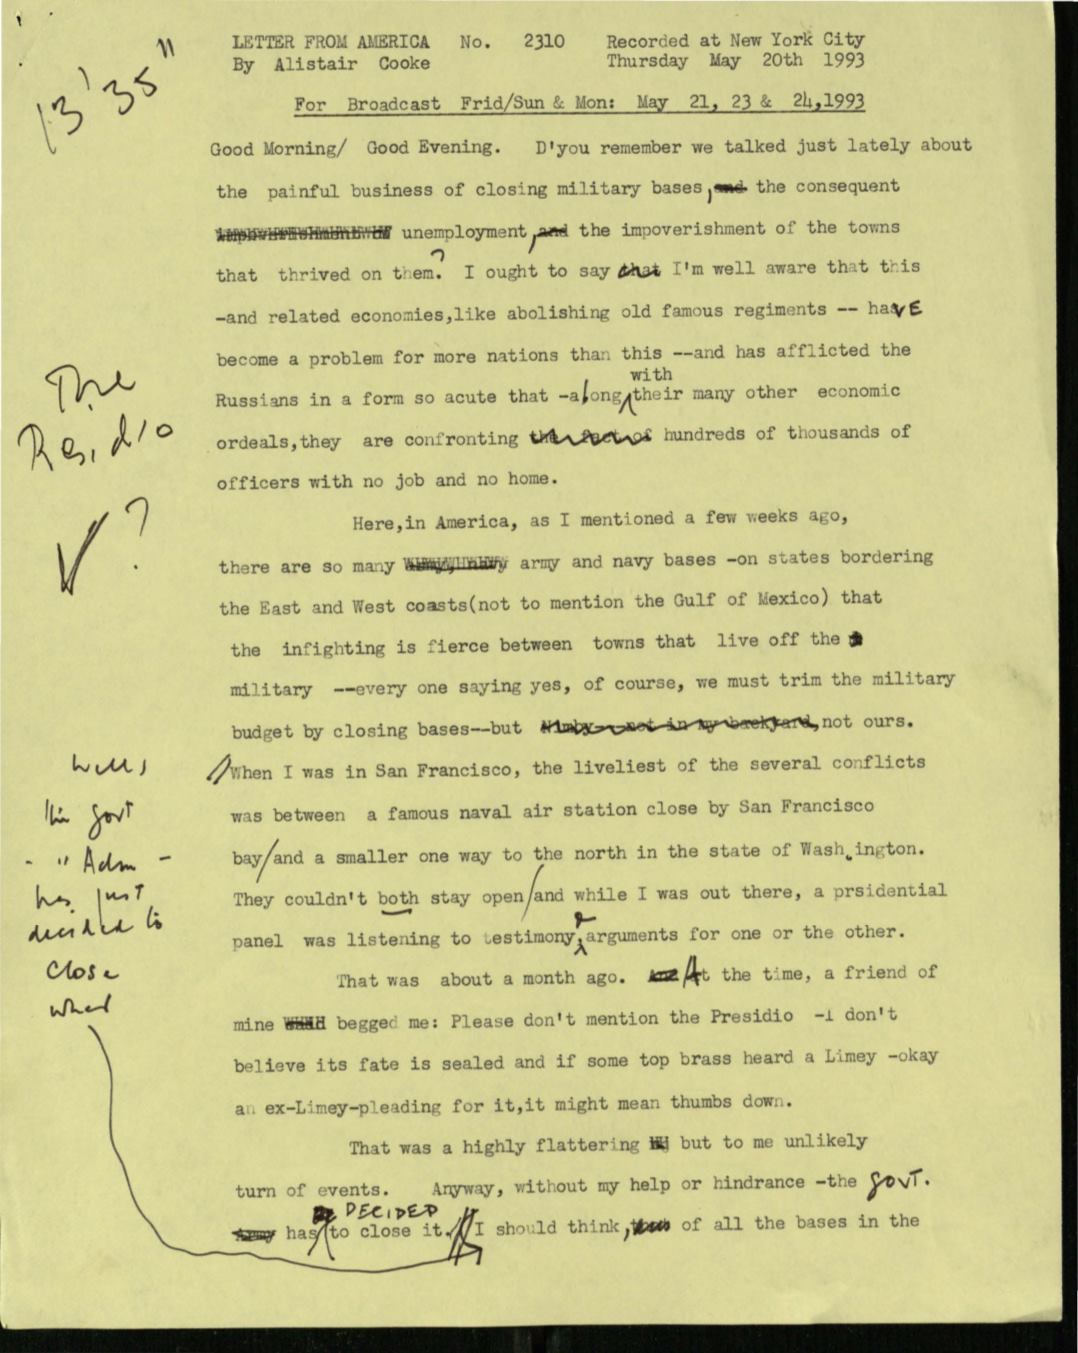 13'35"
LETTER FROM AMERICA No. 2310 Recorded at New York City
By Alistair Cooke Thursday May 20th 1993
For Broadcast Frid/Sun & Mon: May 21, 23 & 24,1993
Good Morning/ Good Evening. D'you remember we talked just lately about
the painful business of closing military bases, and the consequent
unemployment, and the impoverishment of the towns
that thrived on them? I ought to say that I'm well aware that this
-and related economies,like abolishing old famous regiments -- haVE
become a problem for more nations than this --and has afflicted the
with
Russians in a form so acute that -along their many other economic
ordeals,they are confronting the fact of hundreds of thousands of
officers with no job and no home.
The
Presidio
?
Here,in America, as I mentioned a few weeks ago,
there are so many army and navy bases -on states bordering
the East and West coasts(not to mention the Gulf of Mexico) that
the infighting is fierce between towns that live off the
military --every one saying yes, of course, we must trim the military
budget by closing bases--but Nimby--not in my backyard, not ours.
When I was in San Francisco, the liveliest of the several conflicts
was between a famous naval air station close by San Francisco
bay/and a smaller one way to the north in the state of Wash ington.
They couldn't both stay open/and while I was out there, a prsidential
panel was listening to testimony, arguments for one or the other.
That was about a month ago. And At the time, a friend of
mine begged me: Please don't mention the Presidio -I don't
believe its fate is sealed and if some top brass heard a Limey -okay
an ex-Limey-pleading for it,it might mean thumbs down.
That was a highly flattering but to me unlikely
turn of events. Anyway, without my help or hindrance -the govt.
DECIDED
Army has to close it. I should think, of all the bases in the
Well,
the govt
- "Adm -
has just
decided to
close
what